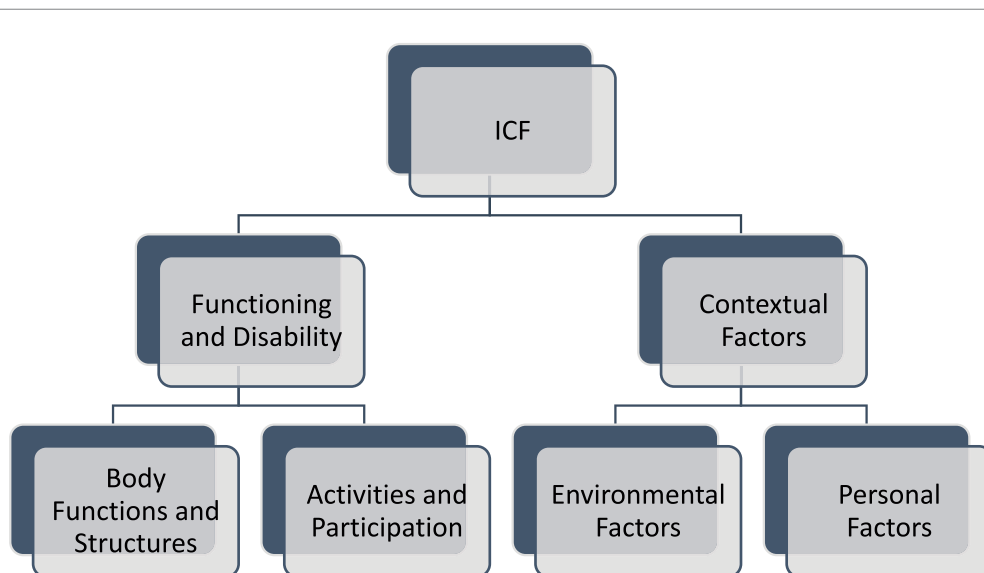 ICF
Functioning
and Disability
Contextual
Factors
Body
Functions and
Structures
Activities and
Participation
Environmental
Factors
Personal
Factors